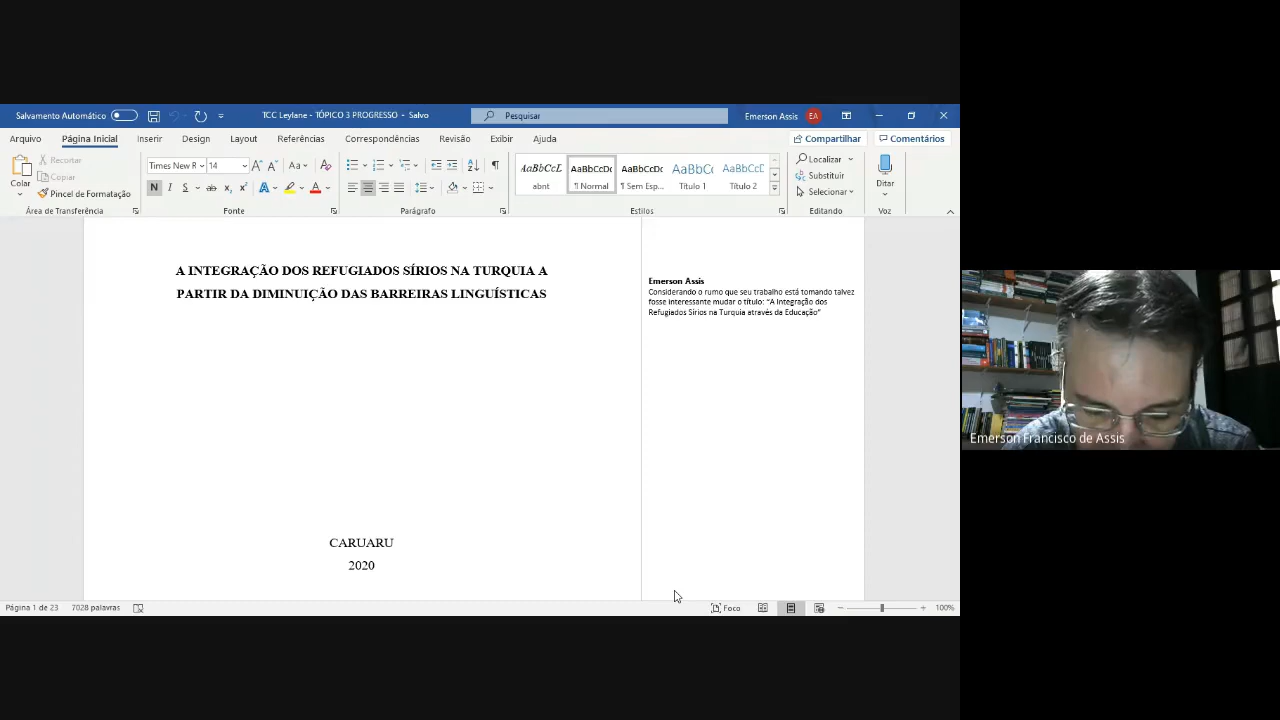 Salvamento Automático
TCC Leylane - TÓPICO 3 PROGRESSO - Salvo
Pesquisar
Emerson Assis
EA
Arquivo Página Inicial Inserir Design Layout Referências Correspondências Revisão Exibir Ajuda
Compartilhar Comentários
Colar
Recortar
Copiar
Pincel de Formatação
Área de Transferência
Times New R 14
Fonte
Parágrafo
AaBbCcL abnt
AaBbCcDc ¶ Normal
AaBbCcDc ¶ Sem Esp...
AaBbCc Título 1
AaBbCcD Título 2
Estilos
Localizar
Substituir
Selecionar
Editando
Ditar
Voz
A INTEGRAÇÃO DOS REFUGIADOS SÍRIOS NA TURQUIA A
PARTIR DA DIMINUIÇÃO DAS BARREIRAS LINGUÍSTICAS
Emerson Assis
Considerando o rumo que seu trabalho está tomando talvez
fosse interessante mudar o título: "A Integração dos
Refugiados Sírios na Turquia através da Educação"
CARUARU
2020
Página 1 de 23 7028 palavras
Foco
100%
Emerson Francisco de Assis